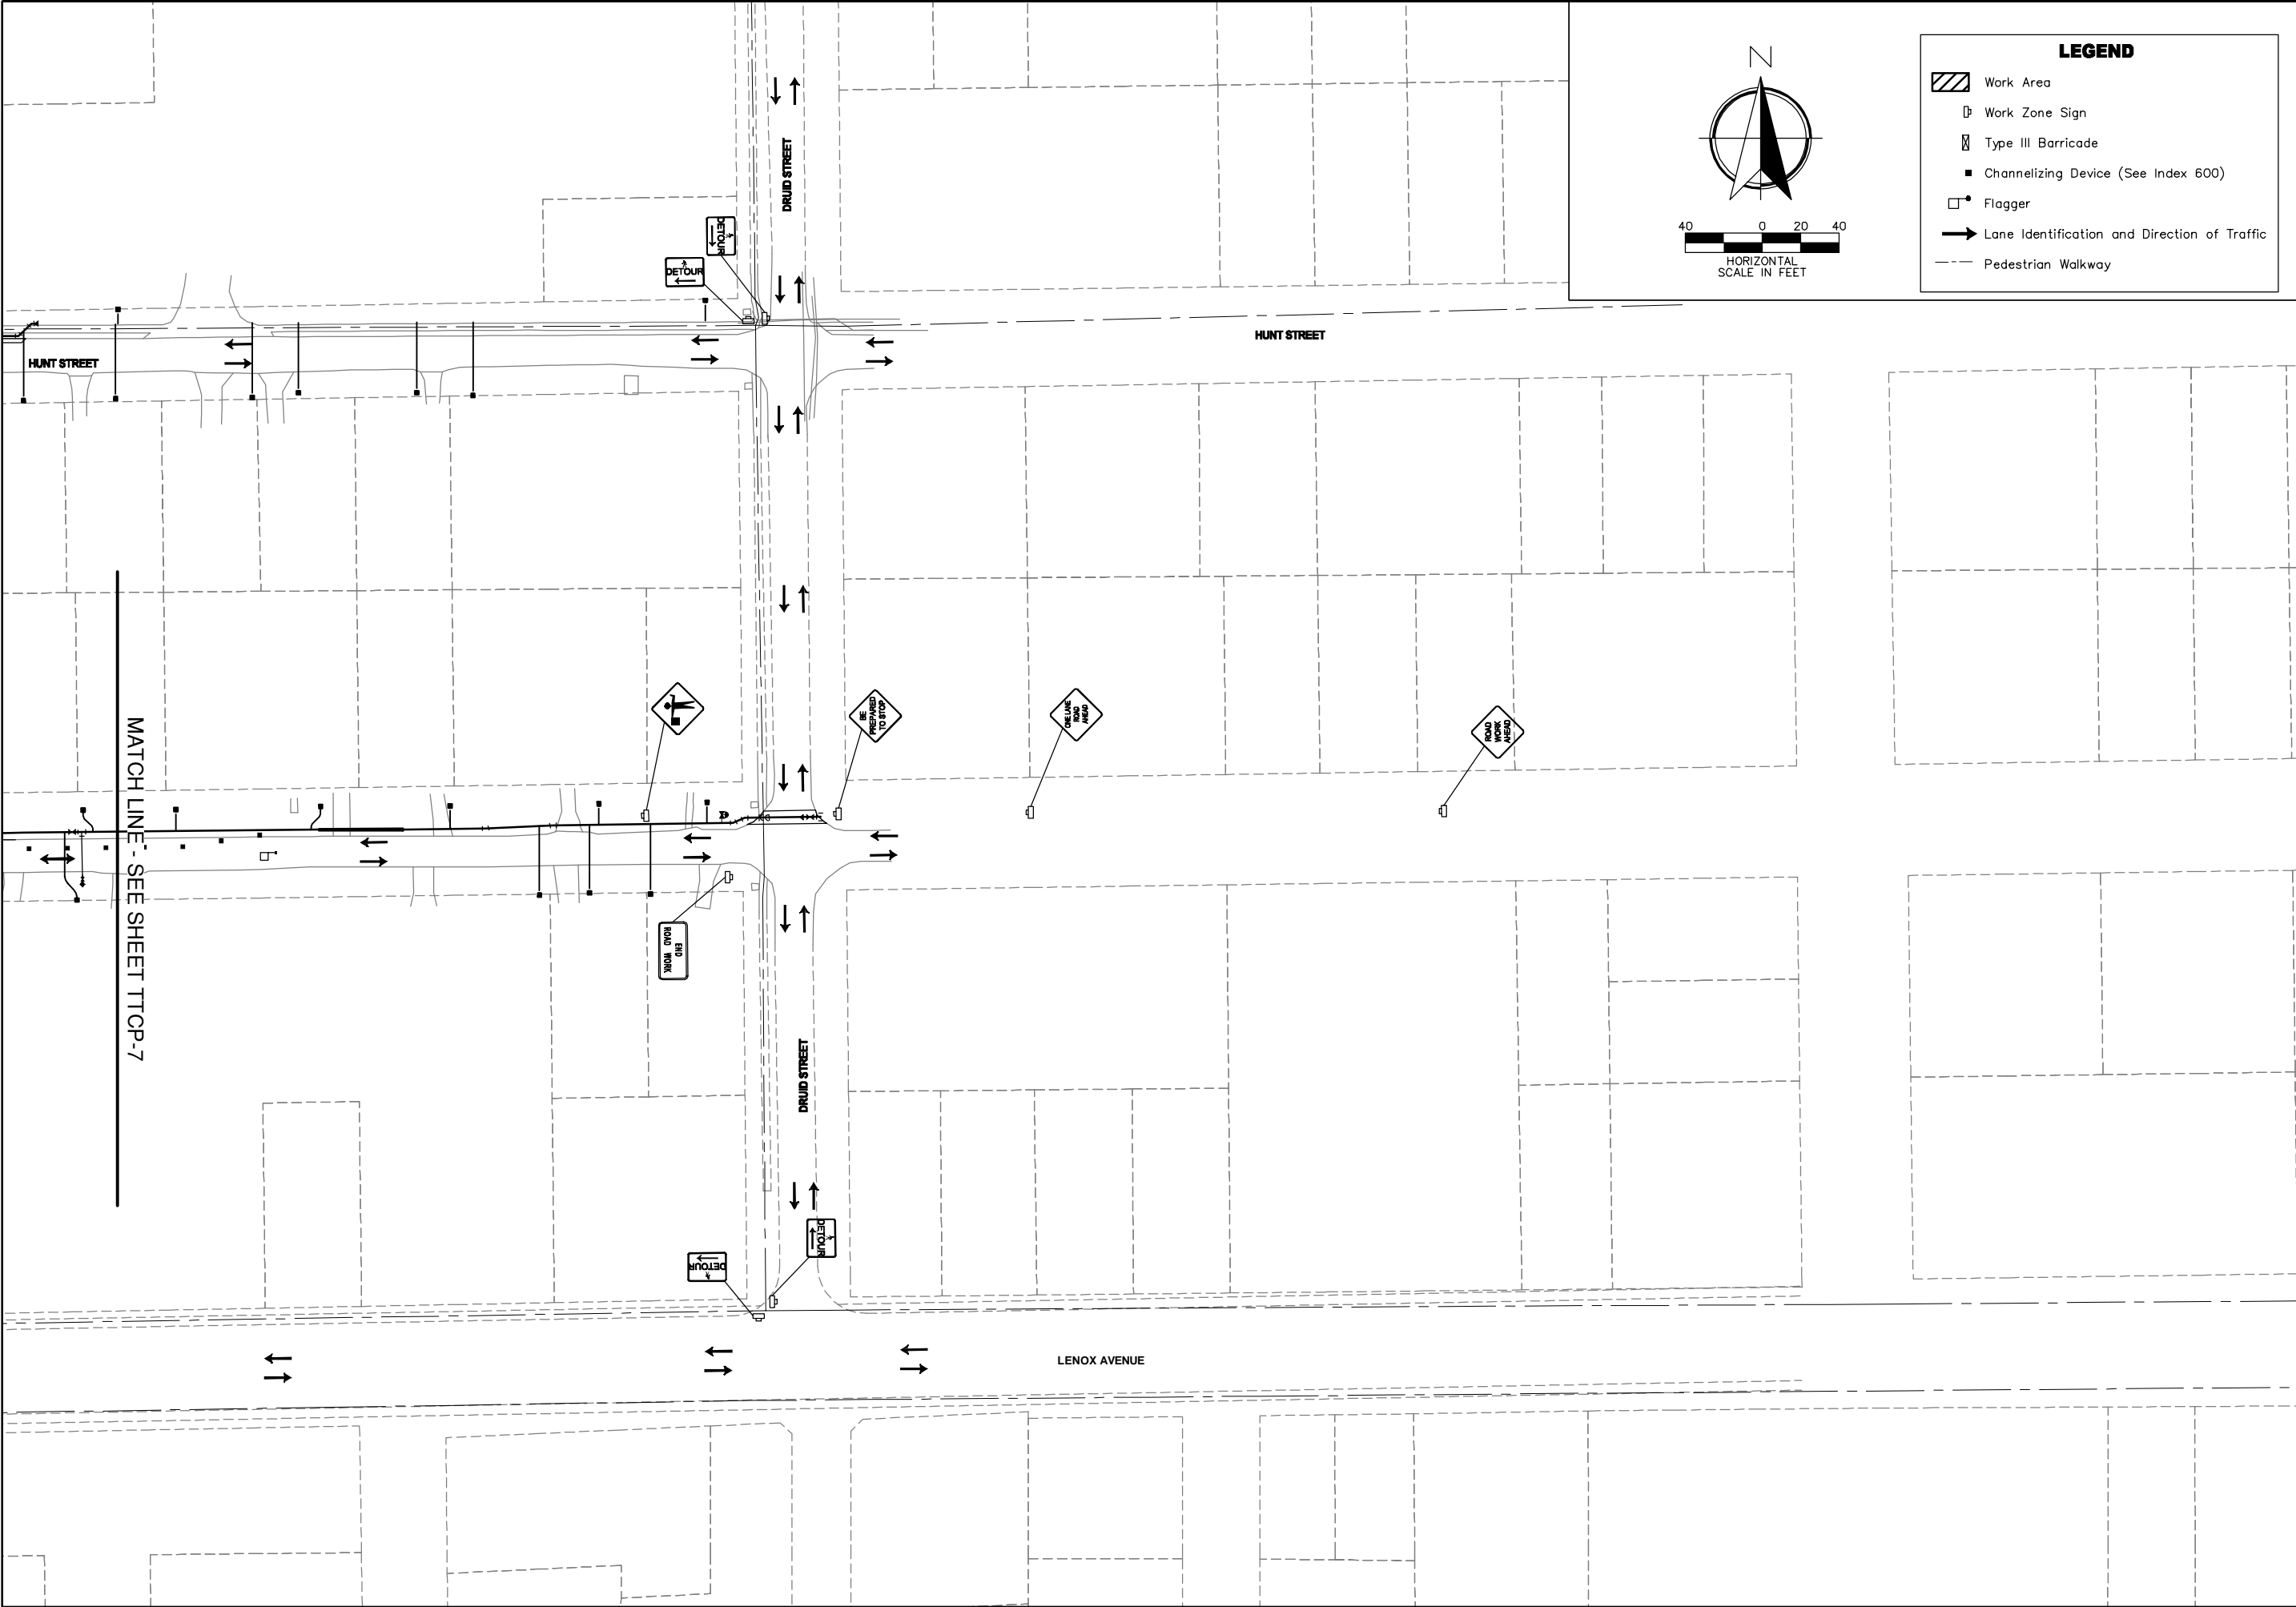 N
40 0 20 40
HORIZONTAL
SCALE IN FEET
LEGEND
Work Area
Work Zone Sign
Type III Barricade
Channelizing Device (See Index 600)
Flagger
Lane Identification and Direction of Traffic
Pedestrian Walkway
DRUID STREET
DETOUR
DETOUR
HUNT STREET
HUNT STREET
BE
PREPARED
TO STOP
ONE LANE
ROAD
AHEAD
ROAD
WORK
AHEAD
MATCH LINE - SEE SHEET TTCP-7
END
ROAD WORK
DRUID STREET
DETOUR
DETOUR
LENOX AVENUE